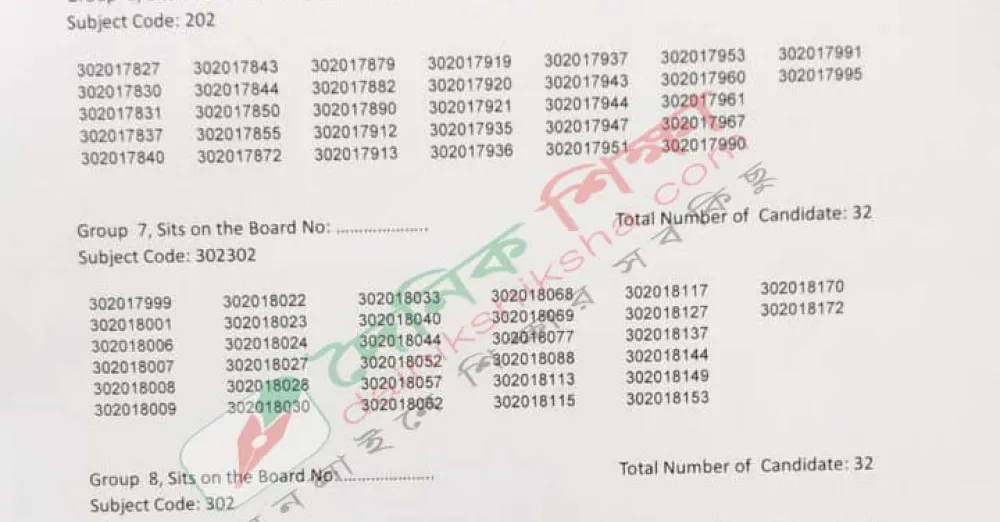 Subject Code: 202
302017827 302017843 302017879 302017919 302017937 302017953 302017991
302017830 302017844 302017882 302017920 302017943 302017960 302017995
302017831 302017850 302017890 302017921 302017944 302017961
302017837 302017855 302017912 302017935 302017947 302017967
302017840 302017872 302017913 302017936 302017951 302017990
Group 7, Sits on the Board No: ..................... Total Number of Candidate: 32
Subject Code: 302302
302017999 302018022 302018033 302018068 302018117 302018170
302018001 302018023 302018040 302018069 302018127 302018172
302018006 302018024 302018044 302018077 302018137
302018007 302018027 302018052 302018088 302018144
302018008 302018028 302018057 302018113 302018149
302018009 302018030 302018062 302018115 302018153
Group 8, Sits on the Board No: ..................... Total Number of Candidate: 32
Subject Code: 302
দৈনিক শিক্ষা
dainikshiksha.com